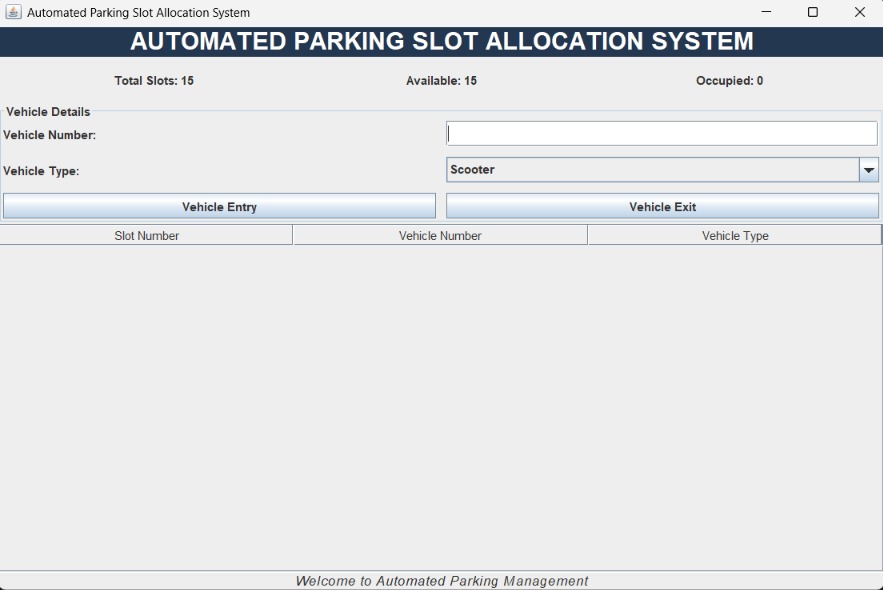 Automated Parking Slot Allocation System
AUTOMATED PARKING SLOT ALLOCATION SYSTEM
Total Slots: 15 Available: 15 Occupied: 0
Vehicle Details
Vehicle Number:
Vehicle Type: Scooter
Vehicle Entry Vehicle Exit
Slot Number Vehicle Number Vehicle Type
Welcome to Automated Parking Management